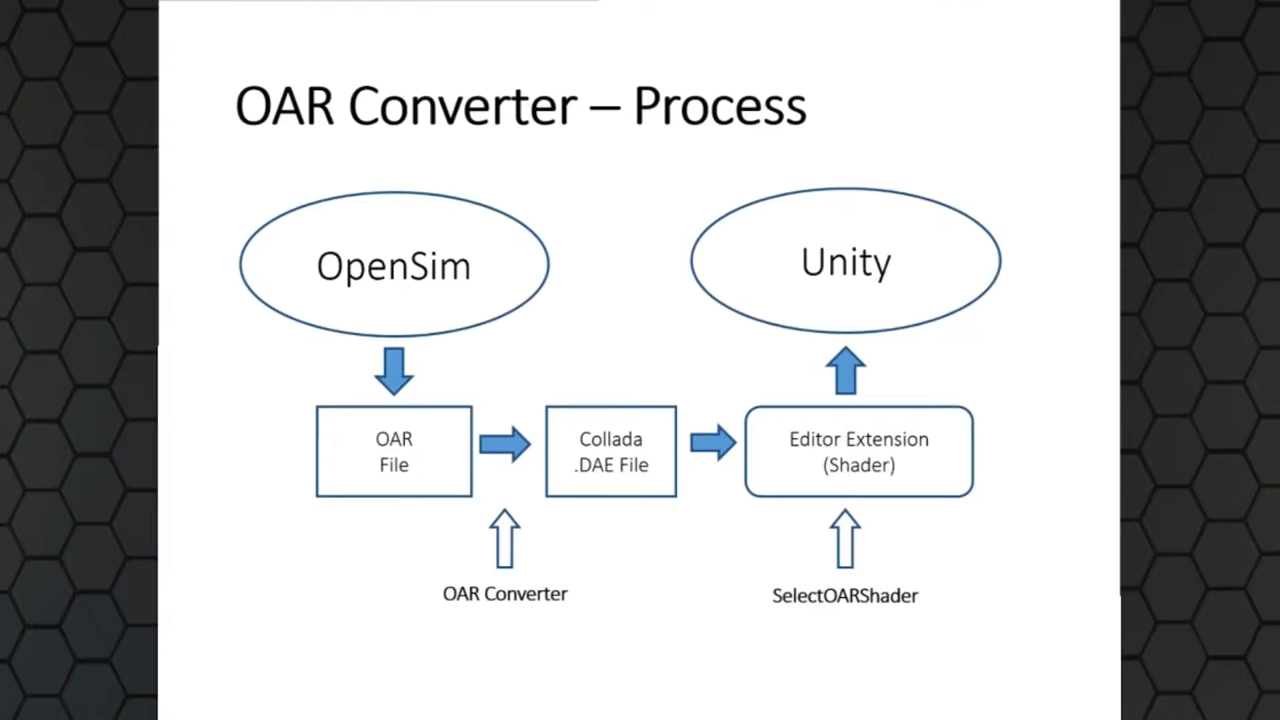 OAR Converter – Process
OpenSim
Unity
OAR
File
Collada
.DAE File
Editor Extension
(Shader)
OAR Converter
SelectOARShader